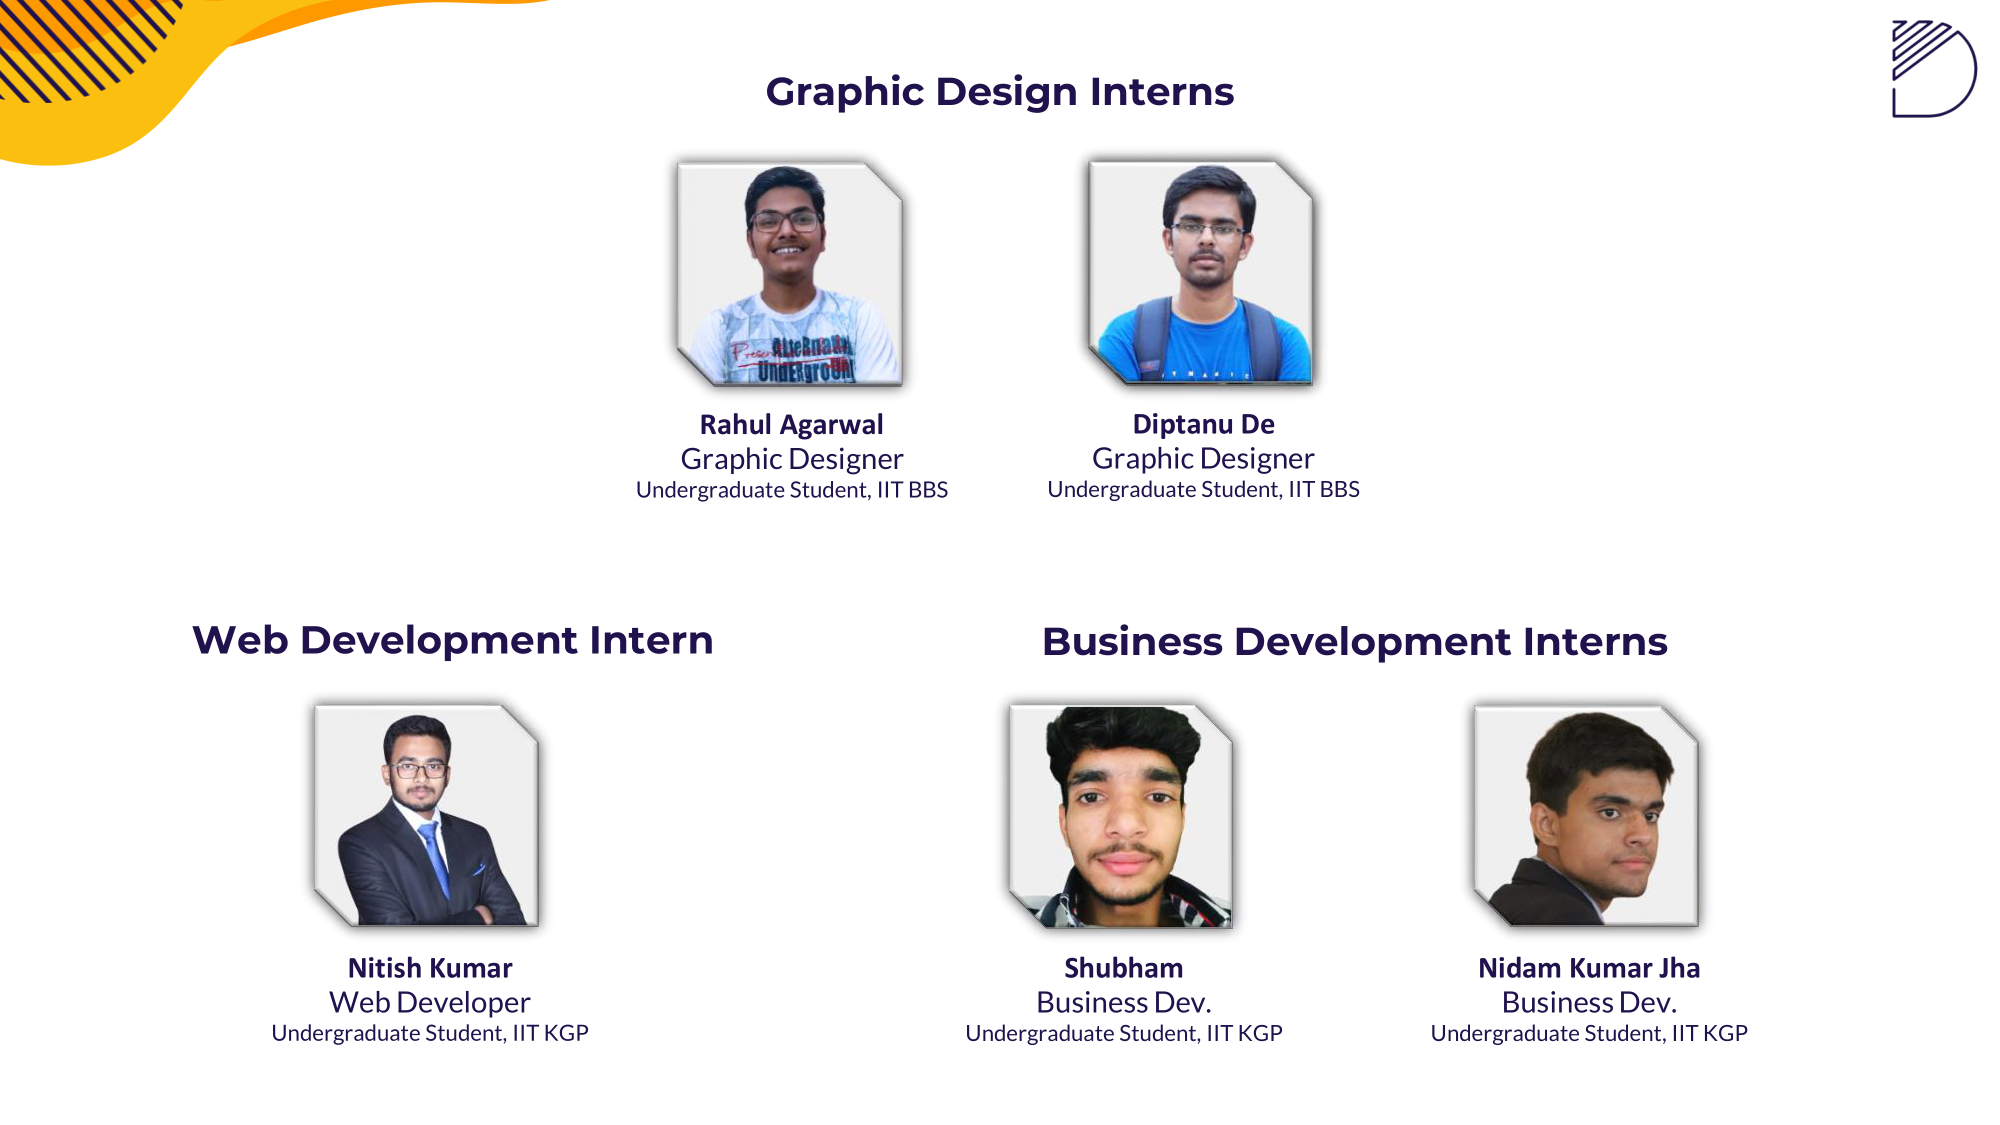 Graphic Design Interns
Rahul Agarwal
Graphic Designer
Undergraduate Student, IIT BBS
Diptanu De
Graphic Designer
Undergraduate Student, IIT BBS
Web Development Intern
Nitish Kumar
Web Developer
Undergraduate Student, IIT KGP
Business Development Interns
Shubham
Business Dev.
Undergraduate Student, IIT KGP
Nidam Kumar Jha
Business Dev.
Undergraduate Student, IIT KGP